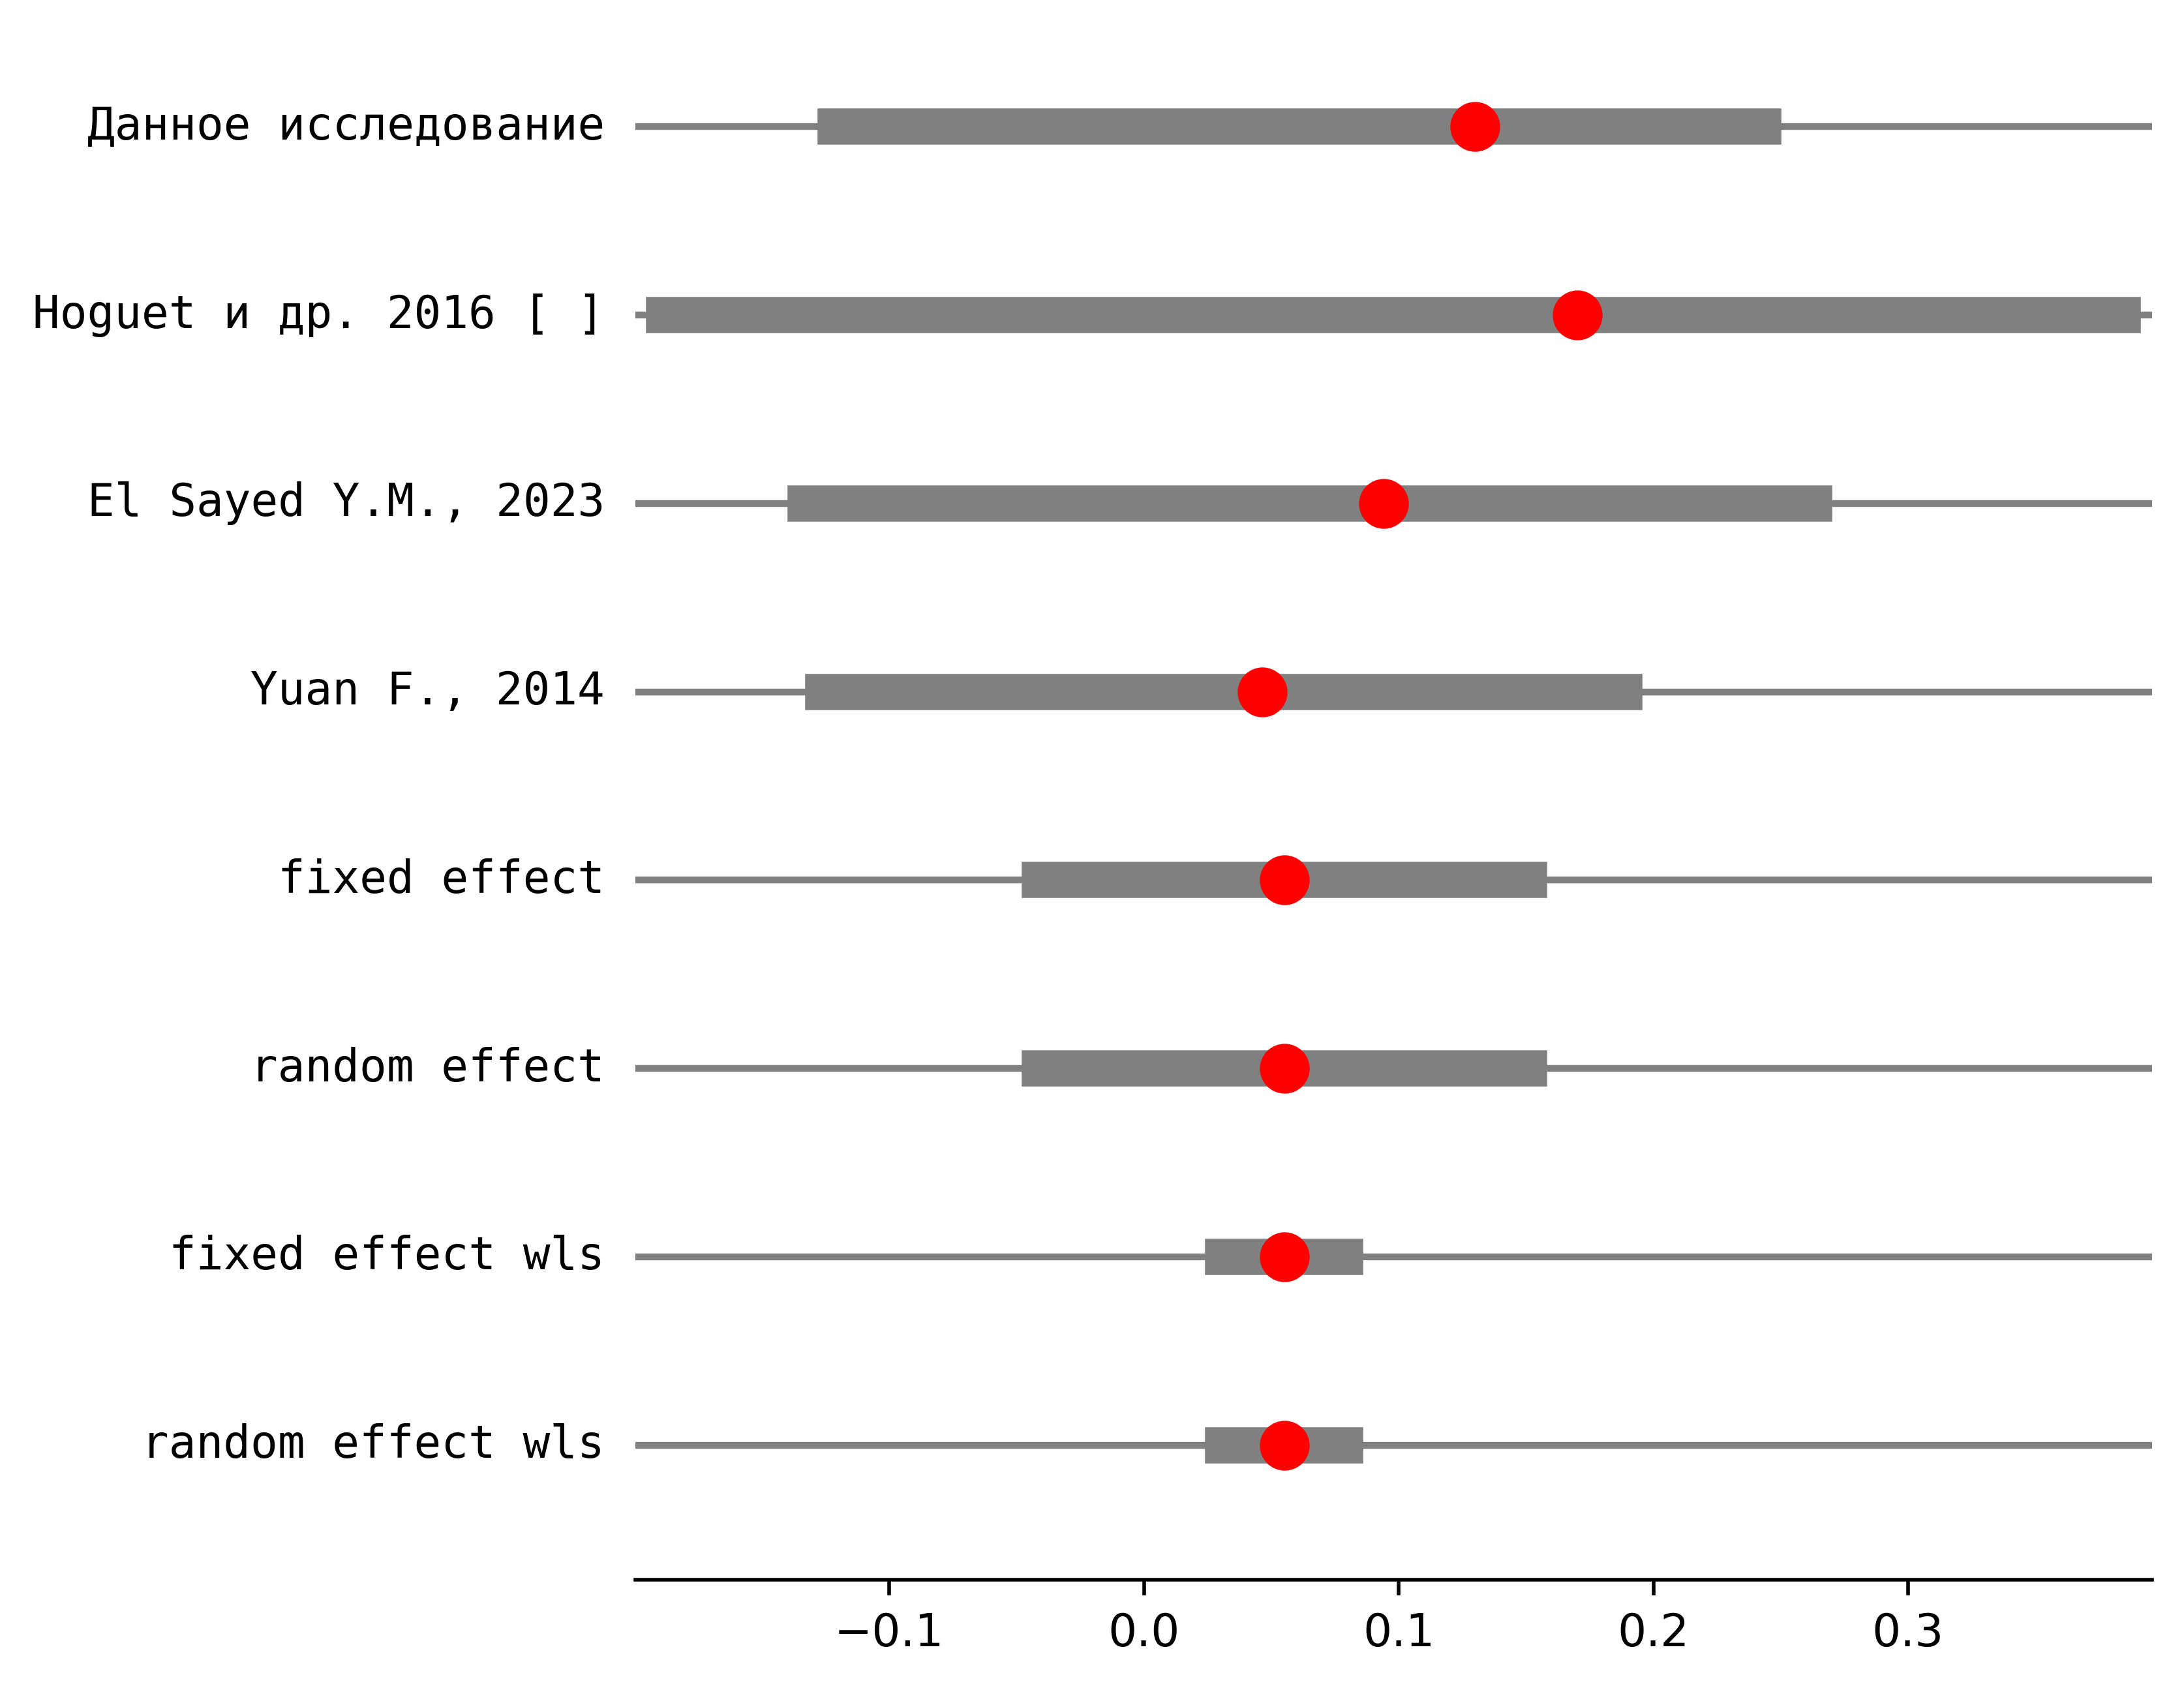 Данное исследование
Hoguet и др. 2016 [ ]
El Sayed Y.M., 2023
Yuan F., 2014
fixed effect
random effect
fixed effect wls
random effect wls
−0.1 0.0 0.1 0.2 0.3